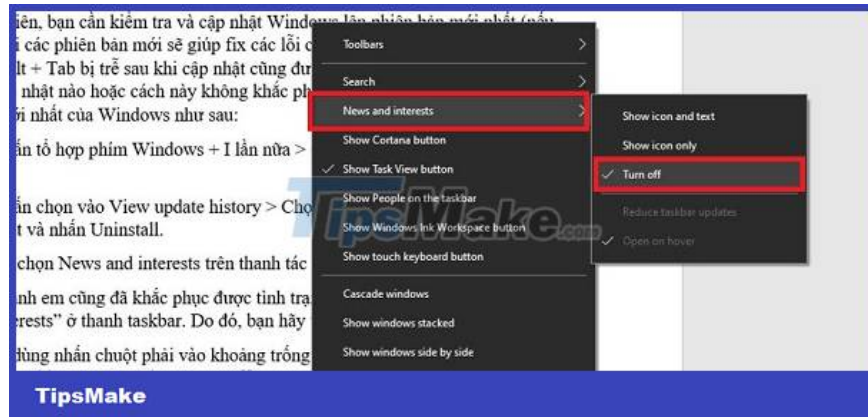 iên, bạn cần kiểm tra và cập nhật Windows lên phiên bản mới nhất (nếu
i các phiên bản mới sẽ giúp fix các lỗi c
lt + Tab bị trễ sau khi cập nhật cũng đư
nhật nào hoặc cách này không khắc ph
ới nhất của Windows như sau:
ấn tổ hợp phím Windows + I lần nữa >
ấn chọn vào View update history > Chọ
t và nhấn Uninstall.
chọn News and interests trên thanh tác
nh em cũng đã khắc phục được tình trạ
erests” ở thanh taskbar. Do đó, bạn hãy
dùng nhấn chuột phải vào khoảng trống
Toolbars
Search
News and interests
Show Cortana button
Show Task View button
Show People on the taskbar
Show Windows Ink Workspace button
Show touch keyboard button
Cascade windows
Show windows stacked
Show windows side by side
Show icon and text
Show icon only
Turn off
Reduce taskbar updates
Open on hover
TipsMake.com
TipsMake